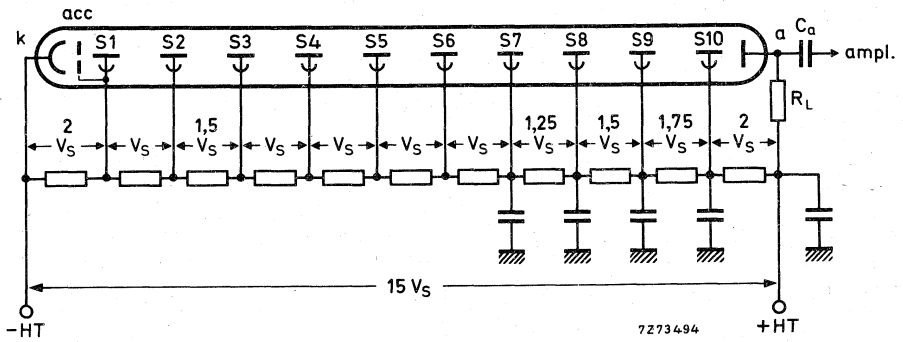 acc
k S1 S2 S3 S4 S5 S6 S7 S8 S9 S10 a Ca ampl.
RL
2 1,5 1,25 1,5 1,75 2
VS VS VS VS VS VS VS VS VS VS VS
15 VS
-HT 7Z73494 +HT